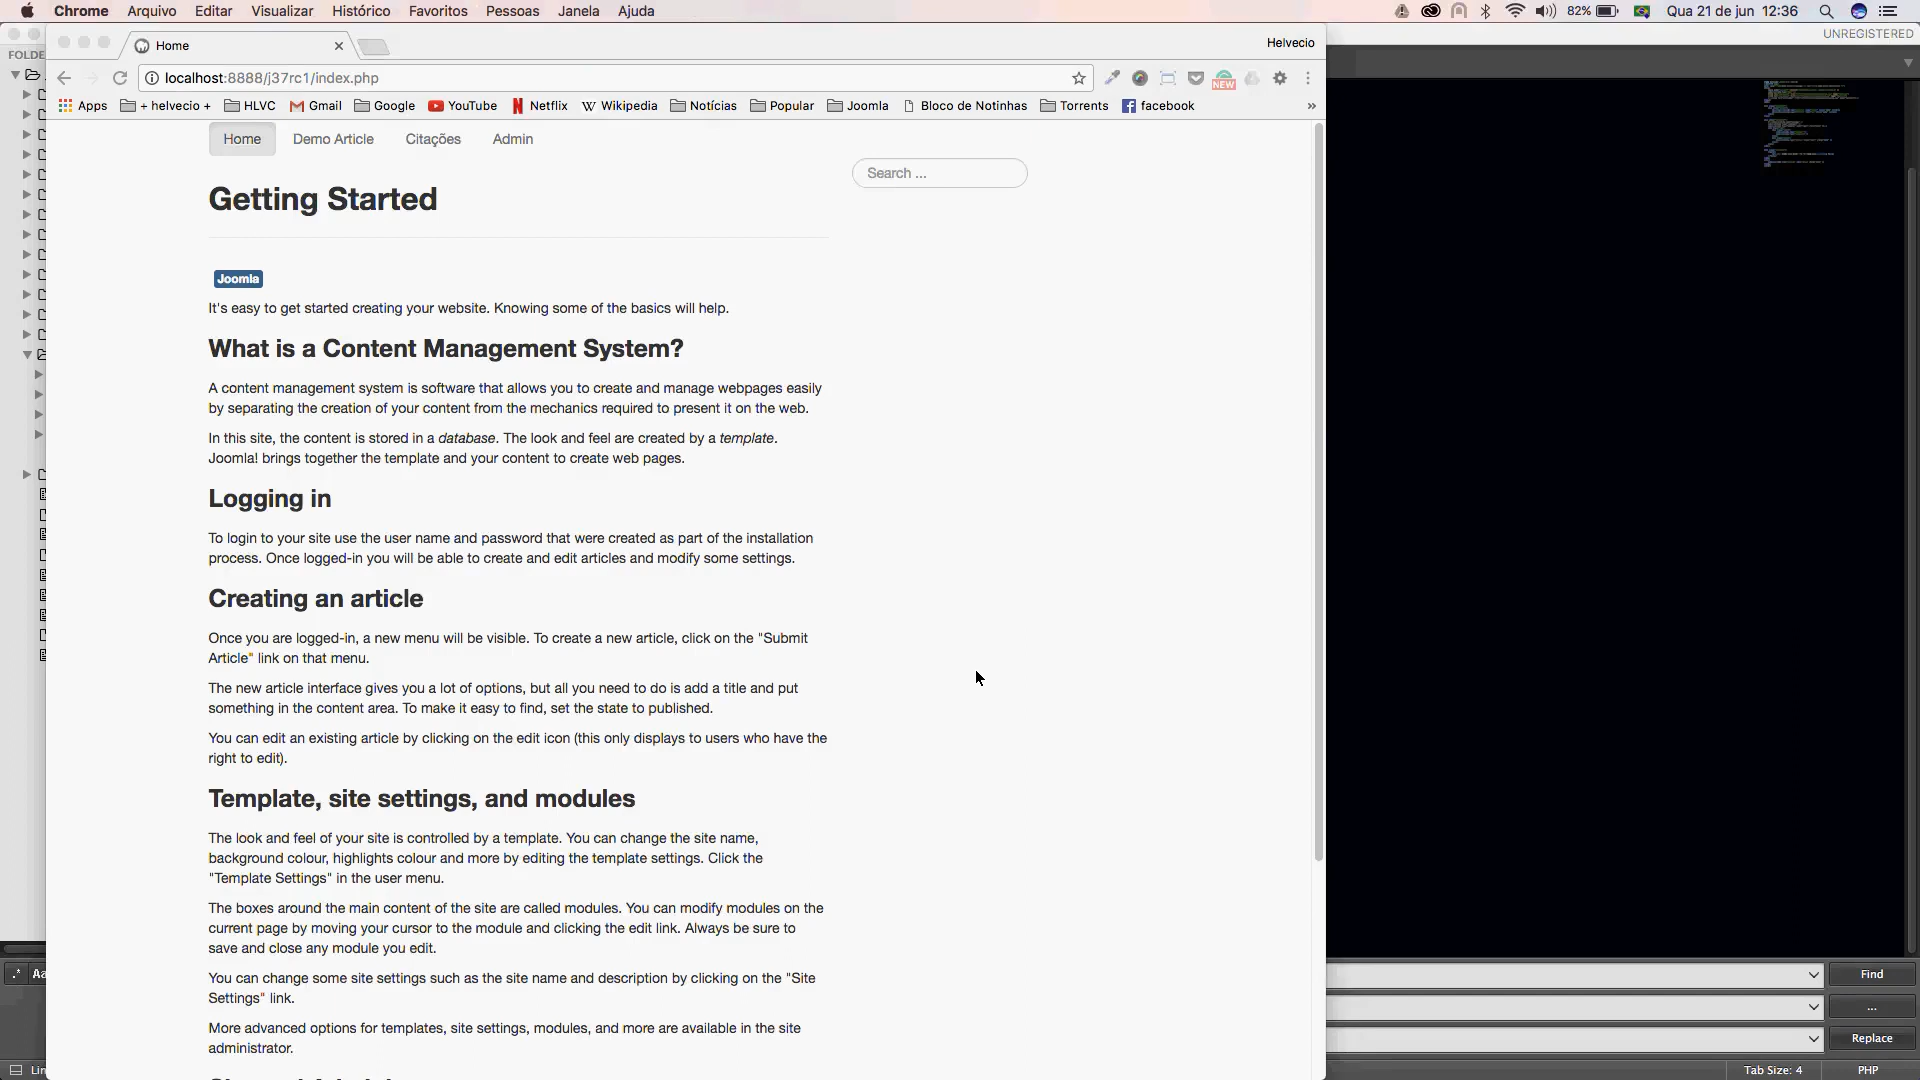 Chrome Arquivo Editar Visualizar Histórico Favoritos Pessoas Janela Ajuda 82% Qua 21 de jun 12:36
UNREGISTERED
Home Helvecio
FOLDE
localhost:8888/j37rc1/index.php NEW
Apps + helvecio + HLVC Gmail Google YouTube Netflix Wikipedia Notícias Popular Joomla Bloco de Notinhas Torrents facebook »
Home Demo Article Citações Admin
Search ...
Getting Started
Joomla
It's easy to get started creating your website. Knowing some of the basics will help.
What is a Content Management System?
A content management system is software that allows you to create and manage webpages easily
by separating the creation of your content from the mechanics required to present it on the web.
In this site, the content is stored in a database. The look and feel are created by a template.
Joomla! brings together the template and your content to create web pages.
Logging in
To login to your site use the user name and password that were created as part of the installation
process. Once logged-in you will be able to create and edit articles and modify some settings.
Creating an article
Once you are logged-in, a new menu will be visible. To create a new article, click on the "Submit
Article" link on that menu.
The new article interface gives you a lot of options, but all you need to do is add a title and put
something in the content area. To make it easy to find, set the state to published.
You can edit an existing article by clicking on the edit icon (this only displays to users who have the
right to edit).
Template, site settings, and modules
The look and feel of your site is controlled by a template. You can change the site name,
background colour, highlights colour and more by editing the template settings. Click the
"Template Settings" in the user menu.
The boxes around the main content of the site are called modules. You can modify modules on the
current page by moving your cursor to the module and clicking the edit link. Always be sure to
save and close any module you edit.
.* Aa Find
You can change some site settings such as the site name and description by clicking on the "Site
Settings" link.
...
More advanced options for templates, site settings, modules, and more are available in the site
administrator.
Replace
Lin Tab Size: 4 PHP